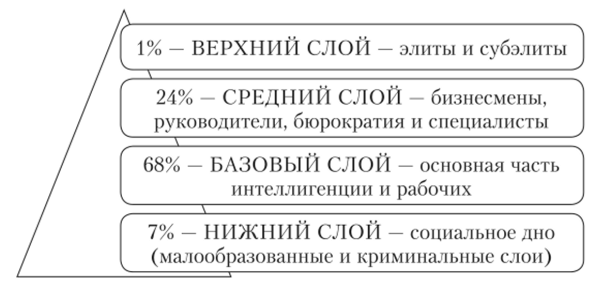 1% – ВЕРХНИЙ СЛОЙ – элиты и субэлиты
24% – СРЕДНИЙ СЛОЙ – бизнесмены,
руководители, бюрократия и специалисты
68% – БАЗОВЫЙ СЛОЙ – основная часть
интеллигенции и рабочих
7% – НИЖНИЙ СЛОЙ – социальное дно
(малообразованные и криминальные слои)